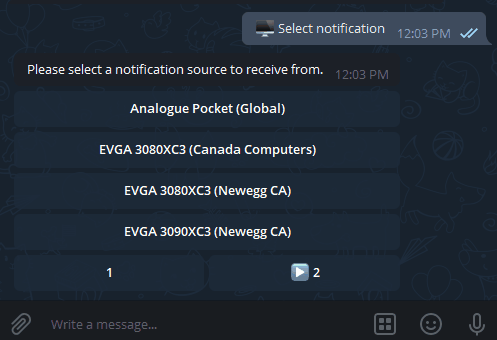 Select notification
12:03 PM
Please select a notification source to receive from.
12:03 PM
Analogue Pocket (Global)
EVGA 3080XC3 (Canada Computers)
EVGA 3080XC3 (Newegg CA)
EVGA 3090XC3 (Newegg CA)
1
2
Write a message...